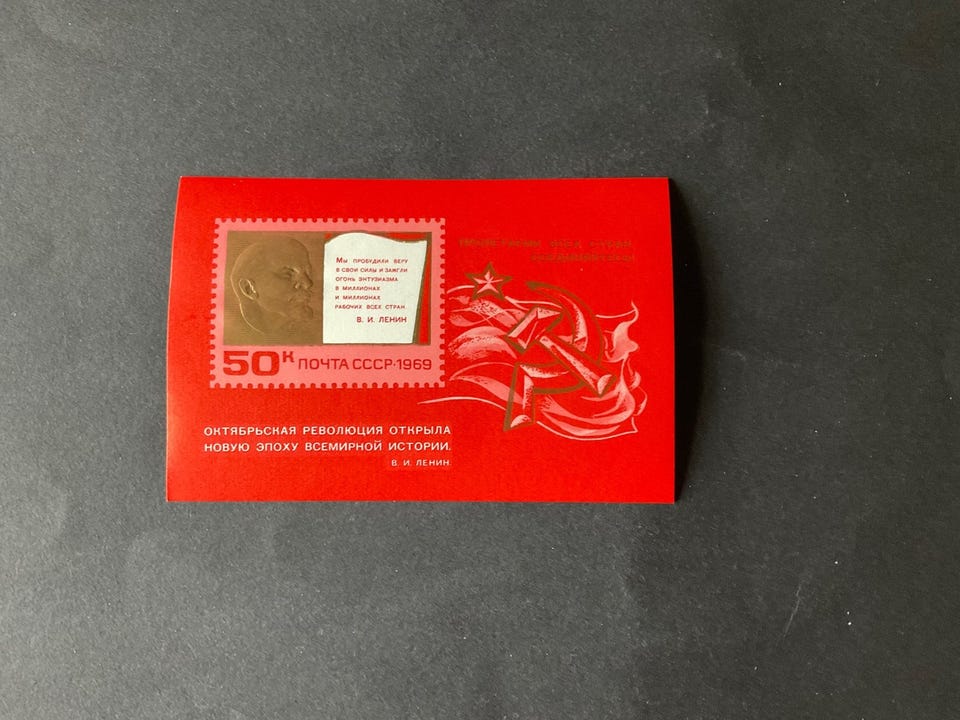 Мы пробудили веру
в свои силы и зажгли
огонь энтузиазма
в миллионах
и миллионах
рабочих всех стран.
В. И. ЛЕНИН
50К ПОЧТА СССР·1969
ОКТЯБРЬСКАЯ РЕВОЛЮЦИЯ ОТКРЫЛА
НОВУЮ ЭПОХУ ВСЕМИРНОЙ ИСТОРИИ.
В. И. ЛЕНИН.